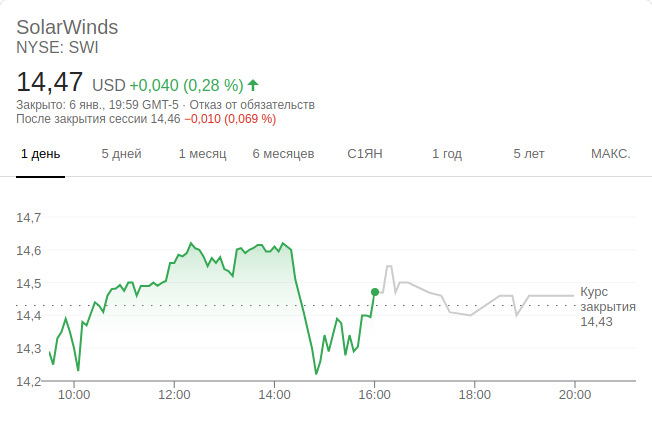 SolarWinds
NYSE: SWI
14,47 USD +0,040 (0,28 %)
Закрыто: 6 янв., 19:59 GMT-5 · Отказ от обязательств
После закрытия сессии 14,46 −0,010 (0,069 %)
1 день 5 дней 1 месяц 6 месяцев С1ЯН 1 год 5 лет МАКС.
14,7
14,6
14,5
14,4
14,3
14,2
Курс
закрытия
14,43
10:00 12:00 14:00 16:00 18:00 20:00